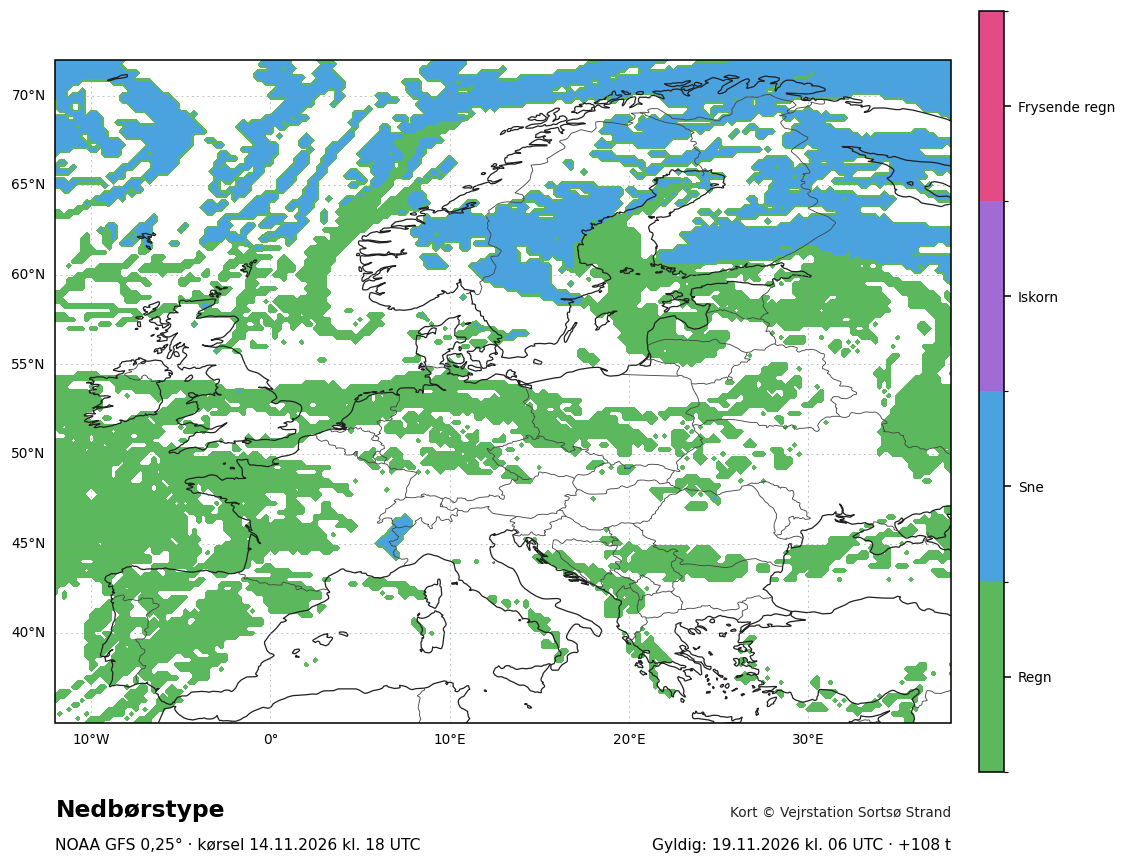 Frysende regn
Iskorn
Sne
Regn
70°N
65°N
60°N
55°N
50°N
45°N
40°N
10°W
0°
10°E
20°E
30°E
Nedbørstype
Kort © Vejrstation Sortsø Strand
NOAA GFS 0,25° · kørsel 14.11.2026 kl. 18 UTC
Gyldig: 19.11.2026 kl. 06 UTC · +108 t